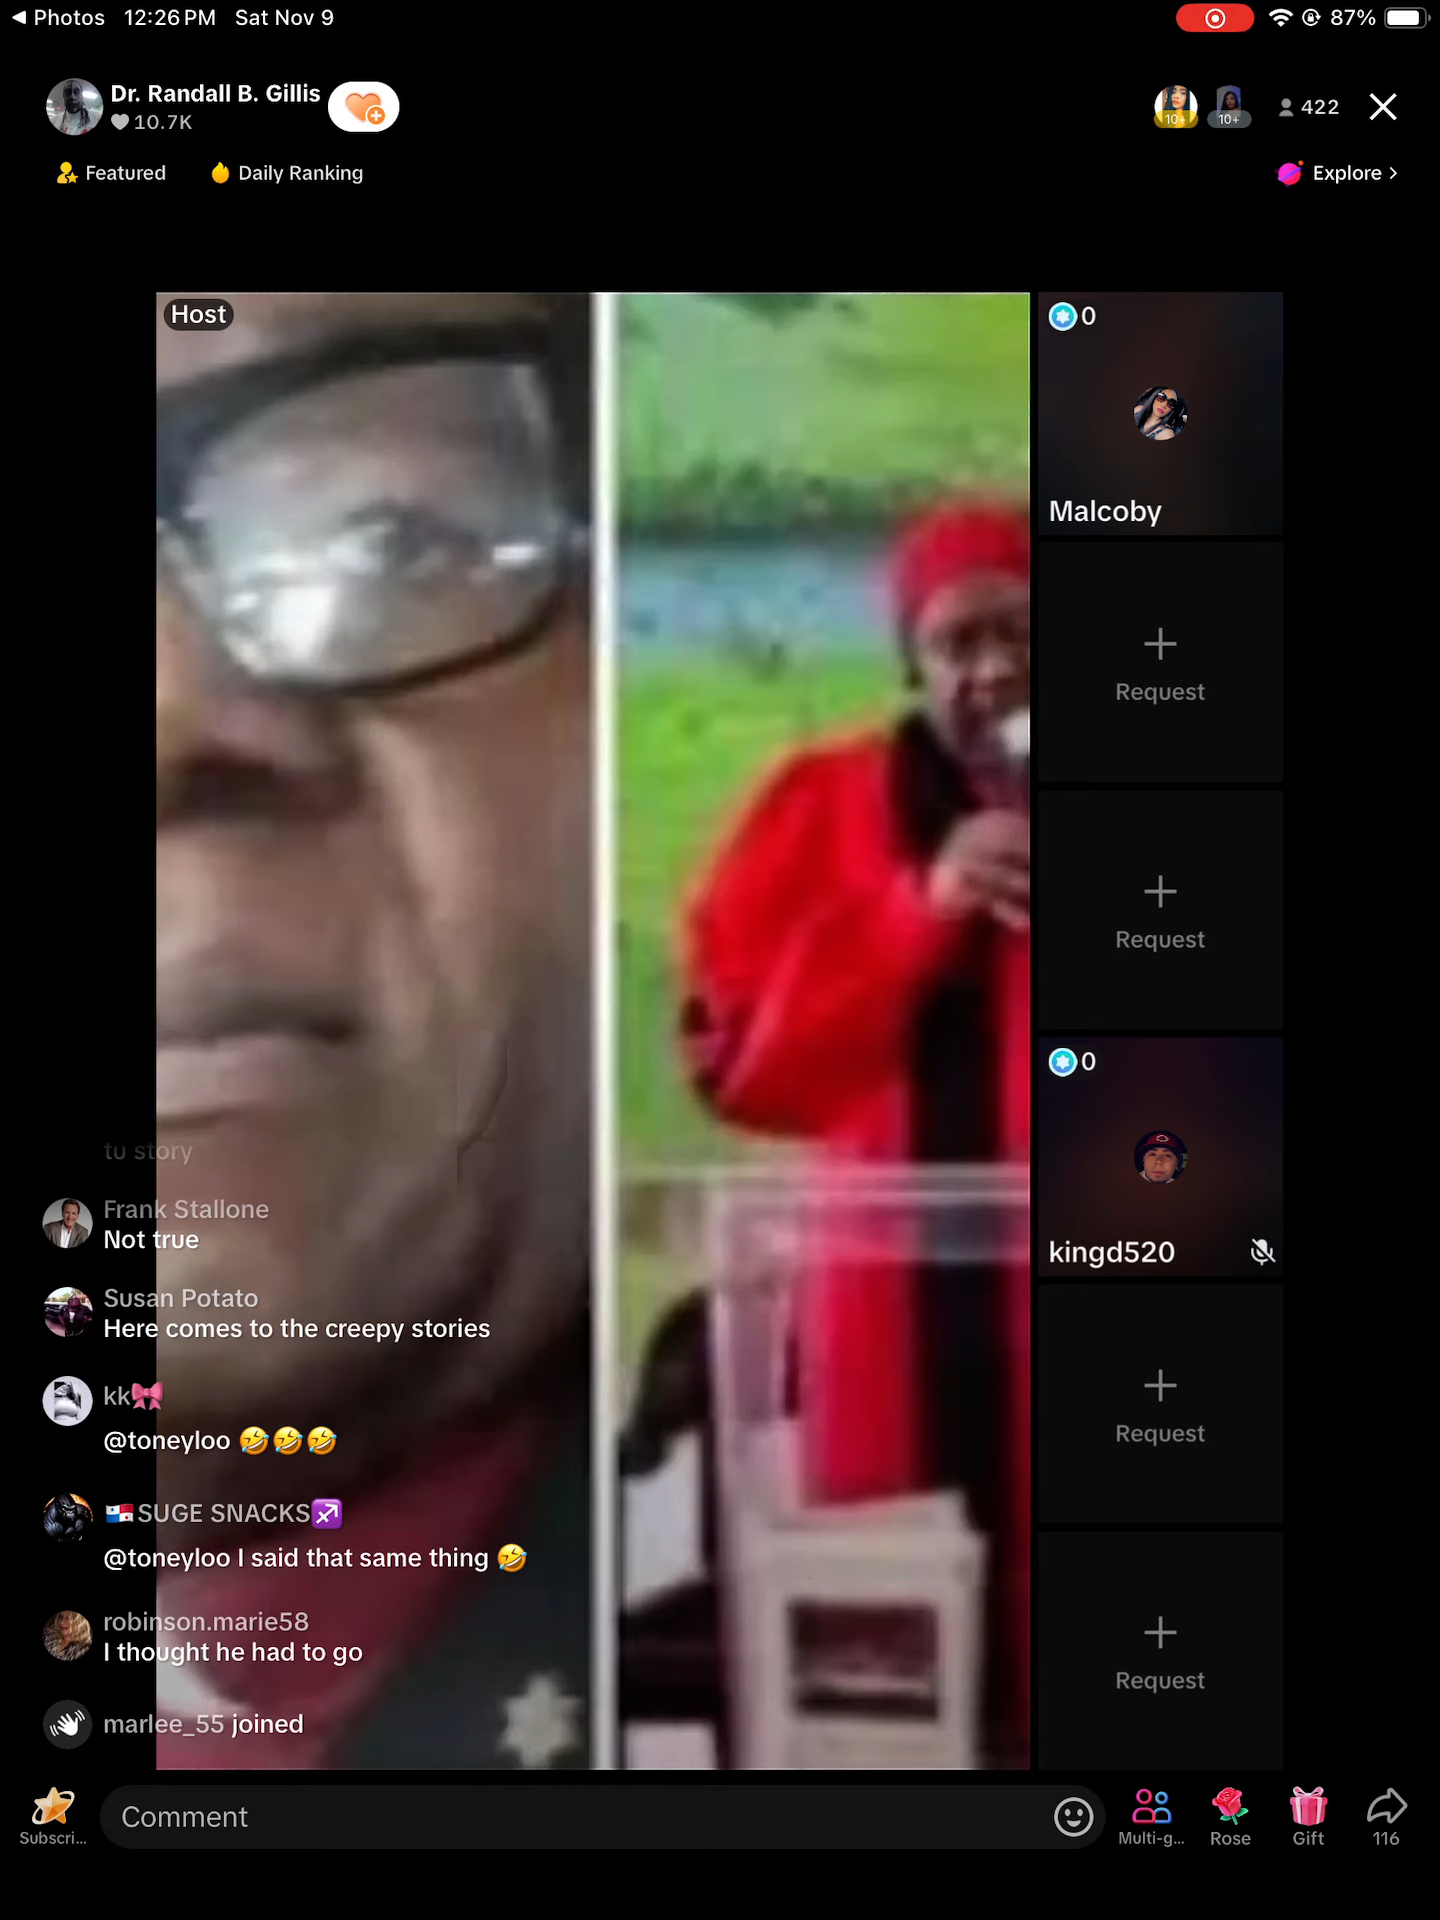 Photos 12:26 PM Sat Nov 9 87%
Dr. Randall B. Gillis
10.7K
10+ 10+ 422
Featured Daily Ranking Explore
Host
0
Malcoby
Request
Request
0
kingd520
Request
Request
tu story
Frank Stallone
Not true
Susan Potato
Here comes to the creepy stories
kk
@toneyloo 🤣🤣🤣
🇵🇦SUGE SNACKS♐
@toneyloo I said that same thing 🤣
robinson.marie58
I thought he had to go
marlee_55 joined
Subscri...
Comment
Multi-g...
Rose
Gift
116